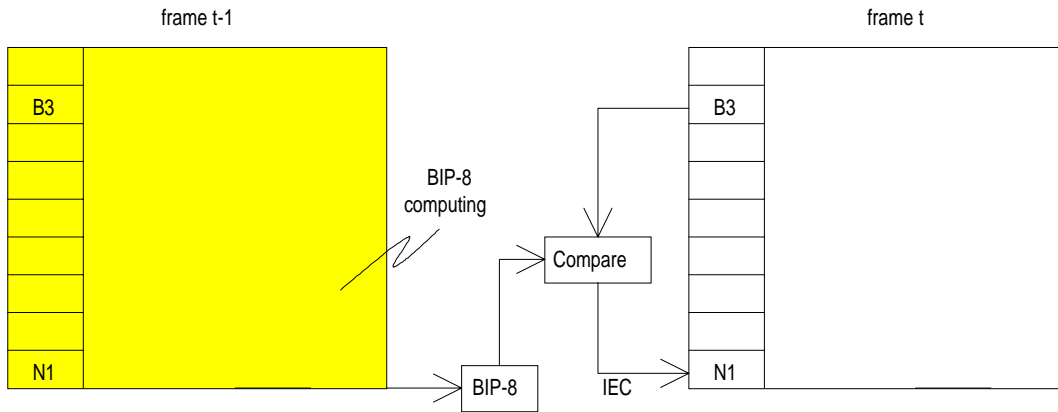 frame t-1
frame t
B3
B3
BIP-8
computing
Compare
N1
BIP-8
IEC
N1